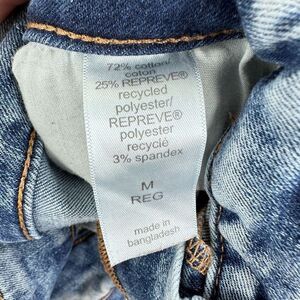 72% cotton/
coton
25% REPREVE®
recycled
polyester/
REPREVE®
polyester
recyclé
3% spandex
M
REG
made in
bangladesh